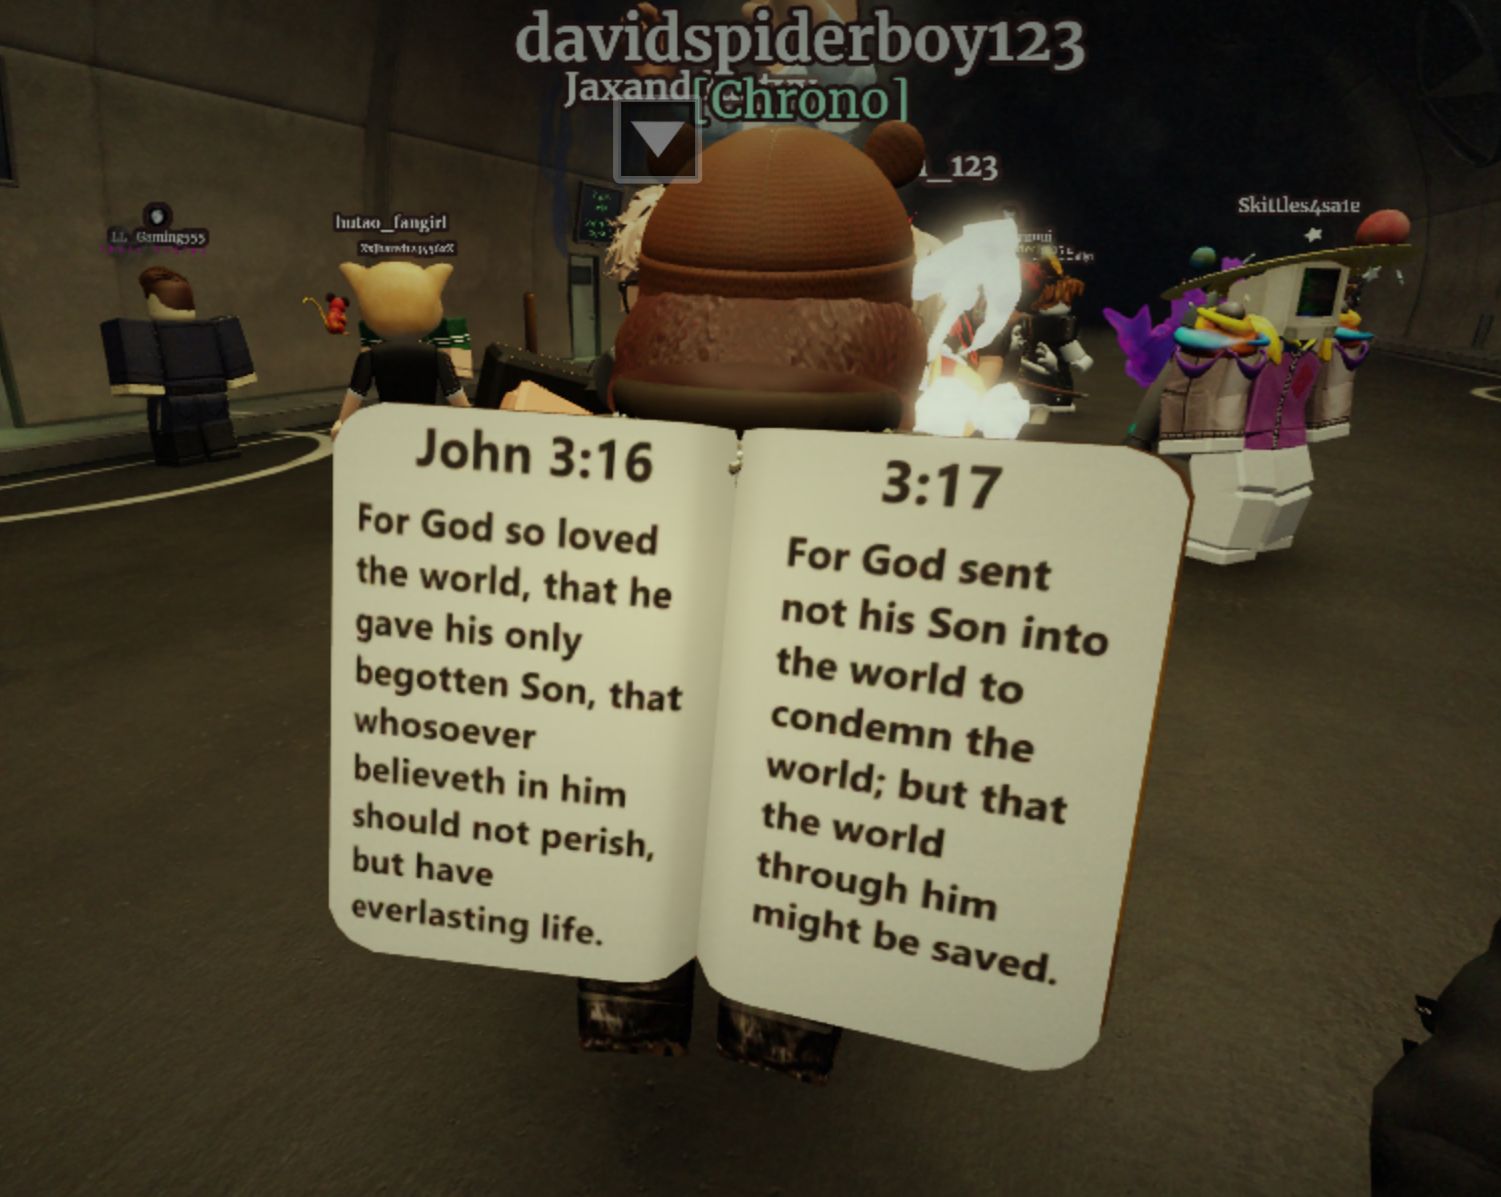 davidspiderboy123
[Chrono]
LL_Gaming555
hutao_fangirl
_123
Skittles4sa1e
John 3:16
For God so loved
the world, that he
gave his only
begotten Son, that
whosoever
believeth in him
should not perish,
but have
everlasting life.
3:17
For God sent
not his Son into
the world to
condemn the
world; but that
the world
through him
might be saved.